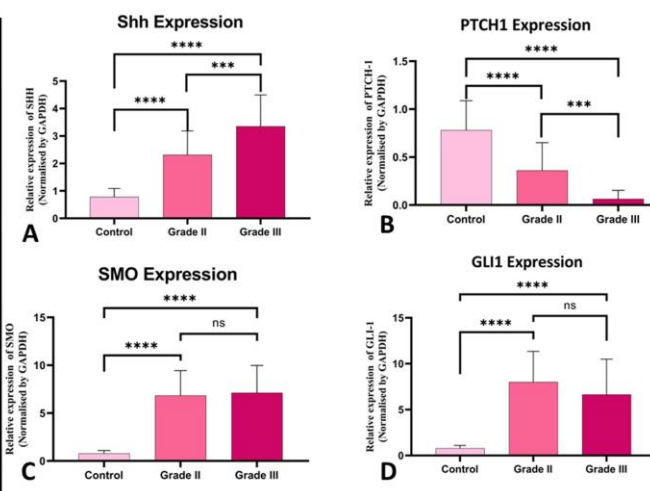 Shh Expression
****
***
****
Relative expression of SHH
(Normalised by GAPDH)
5
4
3
2
1
0
Control Grade II Grade III
A
PTCH1 Expression
****
****
***
Relative expression of PTCH-1
(Normalised by GAPDH)
1.5
1.0
0.5
0.0
Control Grade II Grade III
B
SMO Expression
****
ns
****
Relative expression of SMO
(Normalised by GAPDH)
15
10
5
0
Control Grade II Grade III
C
GLI1 Expression
****
ns
****
Relative expression of GLI-1
(Normalised by GAPDH)
15
10
5
0
Control Grade II Grade III
D